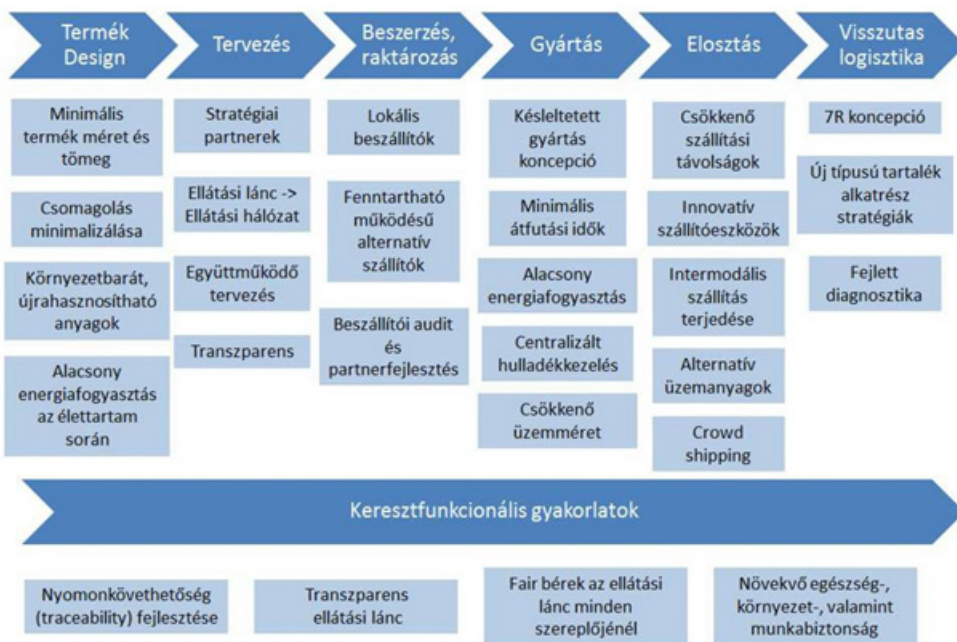 Termék
Design
Tervezés
Beszerzés,
raktározás
Gyártás
Elosztás
Visszutas
logisztika
Minimális
termék méret és
tömeg
Csomagolás
minimalizálása
Környezetbarát,
újrahasznosítható
anyagok
Alacsony
energiafogyasztás
az élettartam
során
Stratégiai
partnerek
Ellátási lánc ->
Ellátási hálózat
Együttműködő
tervezés
Transzparens
Lokális
beszállítók
Fenntartható
működésű
alternatív
szállítók
Beszállítói audit
és
partnerfejlesztés
Késleltetett
gyártás
koncepció
Minimális
átfutási idők
Alacsony
energiafogyasztás
Centralizált
hulladékkezelés
Csökkenő
üzemméret
Csökkenő
szállítási
távolságok
Innovatív
szállítóeszközök
Intermodális
szállítás
terjedése
Alternatív
üzemanyagok
Crowd
shipping
7R koncepció
Új típusú tartalék
alkatrész
stratégiák
Fejlett
diagnosztika
Keresztfunkcionális gyakorlatok
Nyomonkövethetőség
(traceability) fejlesztése
Transzparens
ellátási lánc
Fair bérek az ellátási
lánc minden
szereplőjénél
Növekvő egészség-,
környezet-, valamint
munkabiztonság